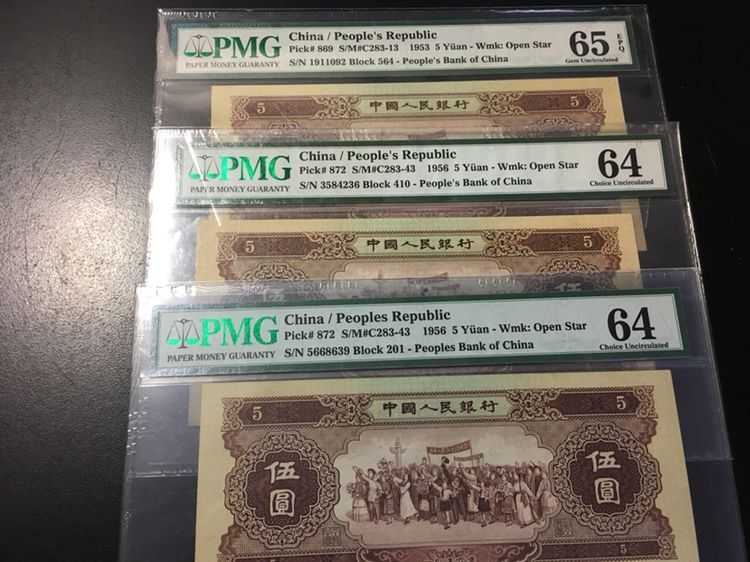 PMG
PAPER MONEY GUARANTY
China / People's Republic
Pick# 869 S/M#C283-13 1953 5 Yüan - Wmk: Open Star
S/N 1911092 Block 564 - People's Bank of China
65 EPQ
Gem Uncirculated
5 中國人民銀行 5
PMG
PAPER MONEY GUARANTY
China / People's Republic
Pick# 872 S/M#C283-43 1956 5 Yüan - Wmk: Open Star
S/N 3584236 Block 410 - People's Bank of China
64
Choice Uncirculated
5 中國人民銀行 5
伍 伍
PMG
PAPER MONEY GUARANTY
China / Peoples Republic
Pick# 872 S/M#C283-43 1956 5 Yüan - Wmk: Open Star
S/N 5668639 Block 201 - Peoples Bank of China
64
Choice Uncirculated
5 中國人民銀行 5
伍圓 伍圓
5